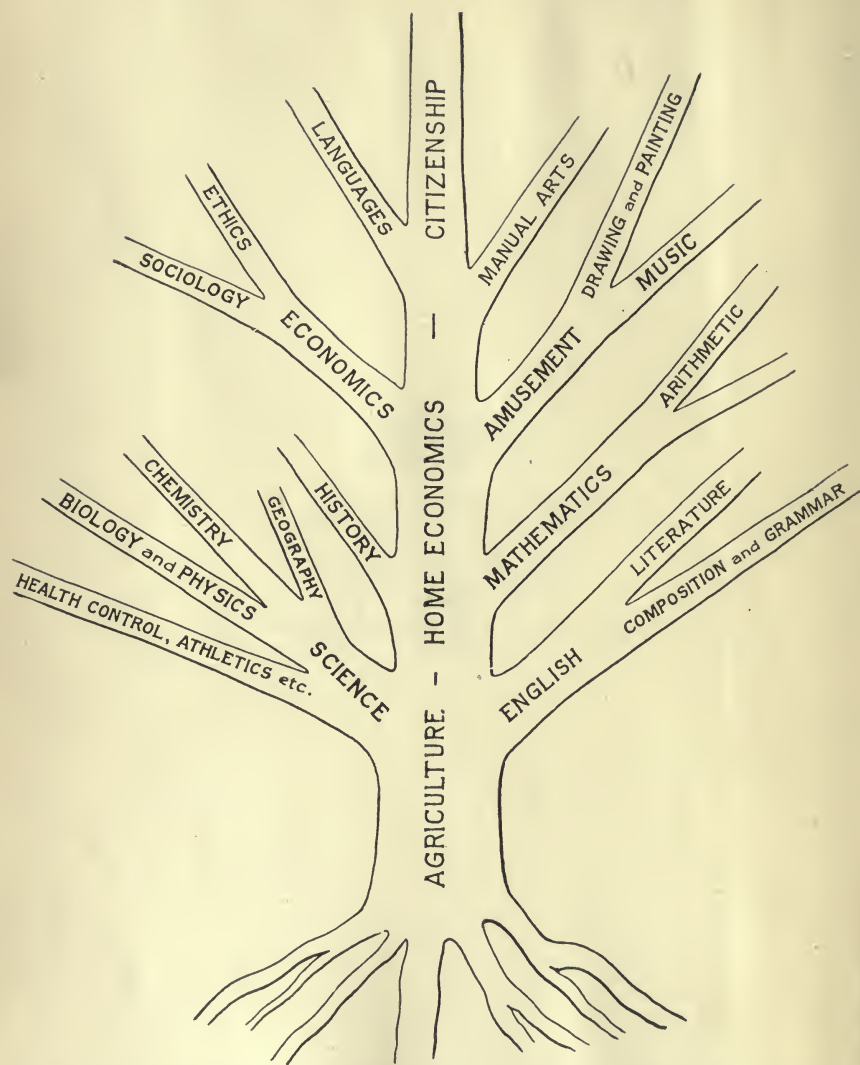 CITIZENSHIP
LANGUAGES
MANUAL ARTS
DRAWING and PAINTING
ETHICS
SOCIOLOGY
MUSIC
ECONOMICS
AMUSEMENT
ARITHMETIC
HISTORY
CHEMISTRY
GEOGRAPHY
BIOLOGY and PHYSICS
HEALTH CONTROL, ATHLETICS etc.
SCIENCE
MATHEMATICS
LITERATURE
COMPOSITION and GRAMMAR
ENGLISH
AGRICULTURE - HOME ECONOMICS —